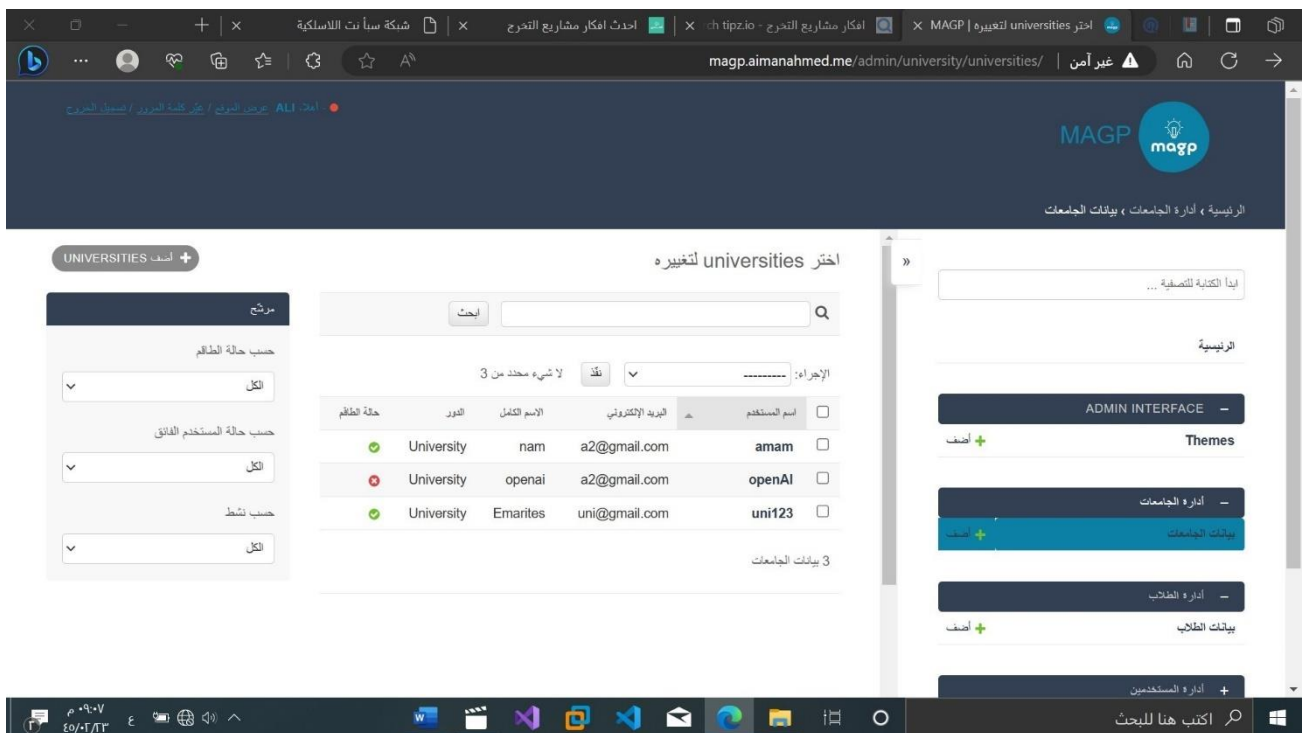 اختر universities لتغييره | MAGP
افكار مشاريع التخرج - ch tipz.io
احدث افكار مشاريع التخرج
شبكة سبأ نت اللاسلكية
غير آمن | magp.aimanahmed.me/admin/university/universities/
MAGP
magp
أهلا، ALI. عرض الموقع / غيّر كلمة المرور / تسجيل الخروج
الرئيسية › أدارة الجامعات › بيانات الجامعات
ابدأ الكتابة للتصفية ...
الرئيسية
ADMIN INTERFACE
Themes
أضف
أدارة الجامعات
بيانات الجامعات
أضف
أدارة الطلاب
بيانات الطلاب
أضف
أدارة المستخدمين
«
اختر universities لتغييره
ابحث
الإجراء: --------- نفّذ لا شيء محدد من 3
اسم المستخدم البريد الإلكتروني الاسم الكامل الدور حالة الطاقم
amam a2@gmail.com nam University
openAI a2@gmail.com openai University
uni123 uni@gmail.com Emarites University
3 بيانات الجامعات
أضف UNIVERSITIES
مرشّح
حسب حالة الطاقم
الكل
حسب حالة المستخدم الفائق
الكل
حسب نشط
الكل
اكتب هنا للبحث
ع
٠٩:٠٧ م
٤٥/٠٢/٢٣